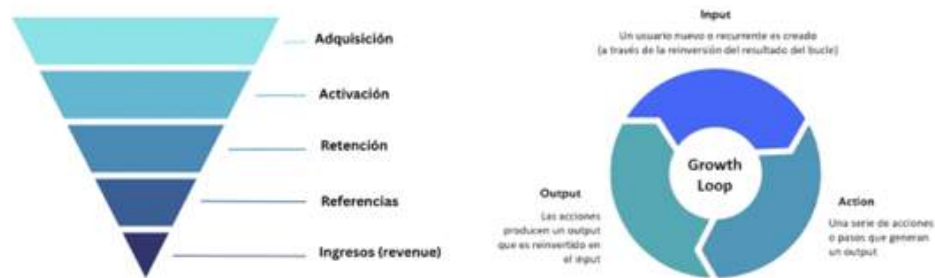 Adquisición
Activación
Retención
Referencias
Ingresos (revenue)
Input
Un usuario nuevo o recurrente es creado
(a través de la reinversión del resultado del bucle)
Growth
Loop
Output
Las acciones
producen un output
que es reinvertido en
el input
Action
Una serie de acciones
o pasos que generan
un output